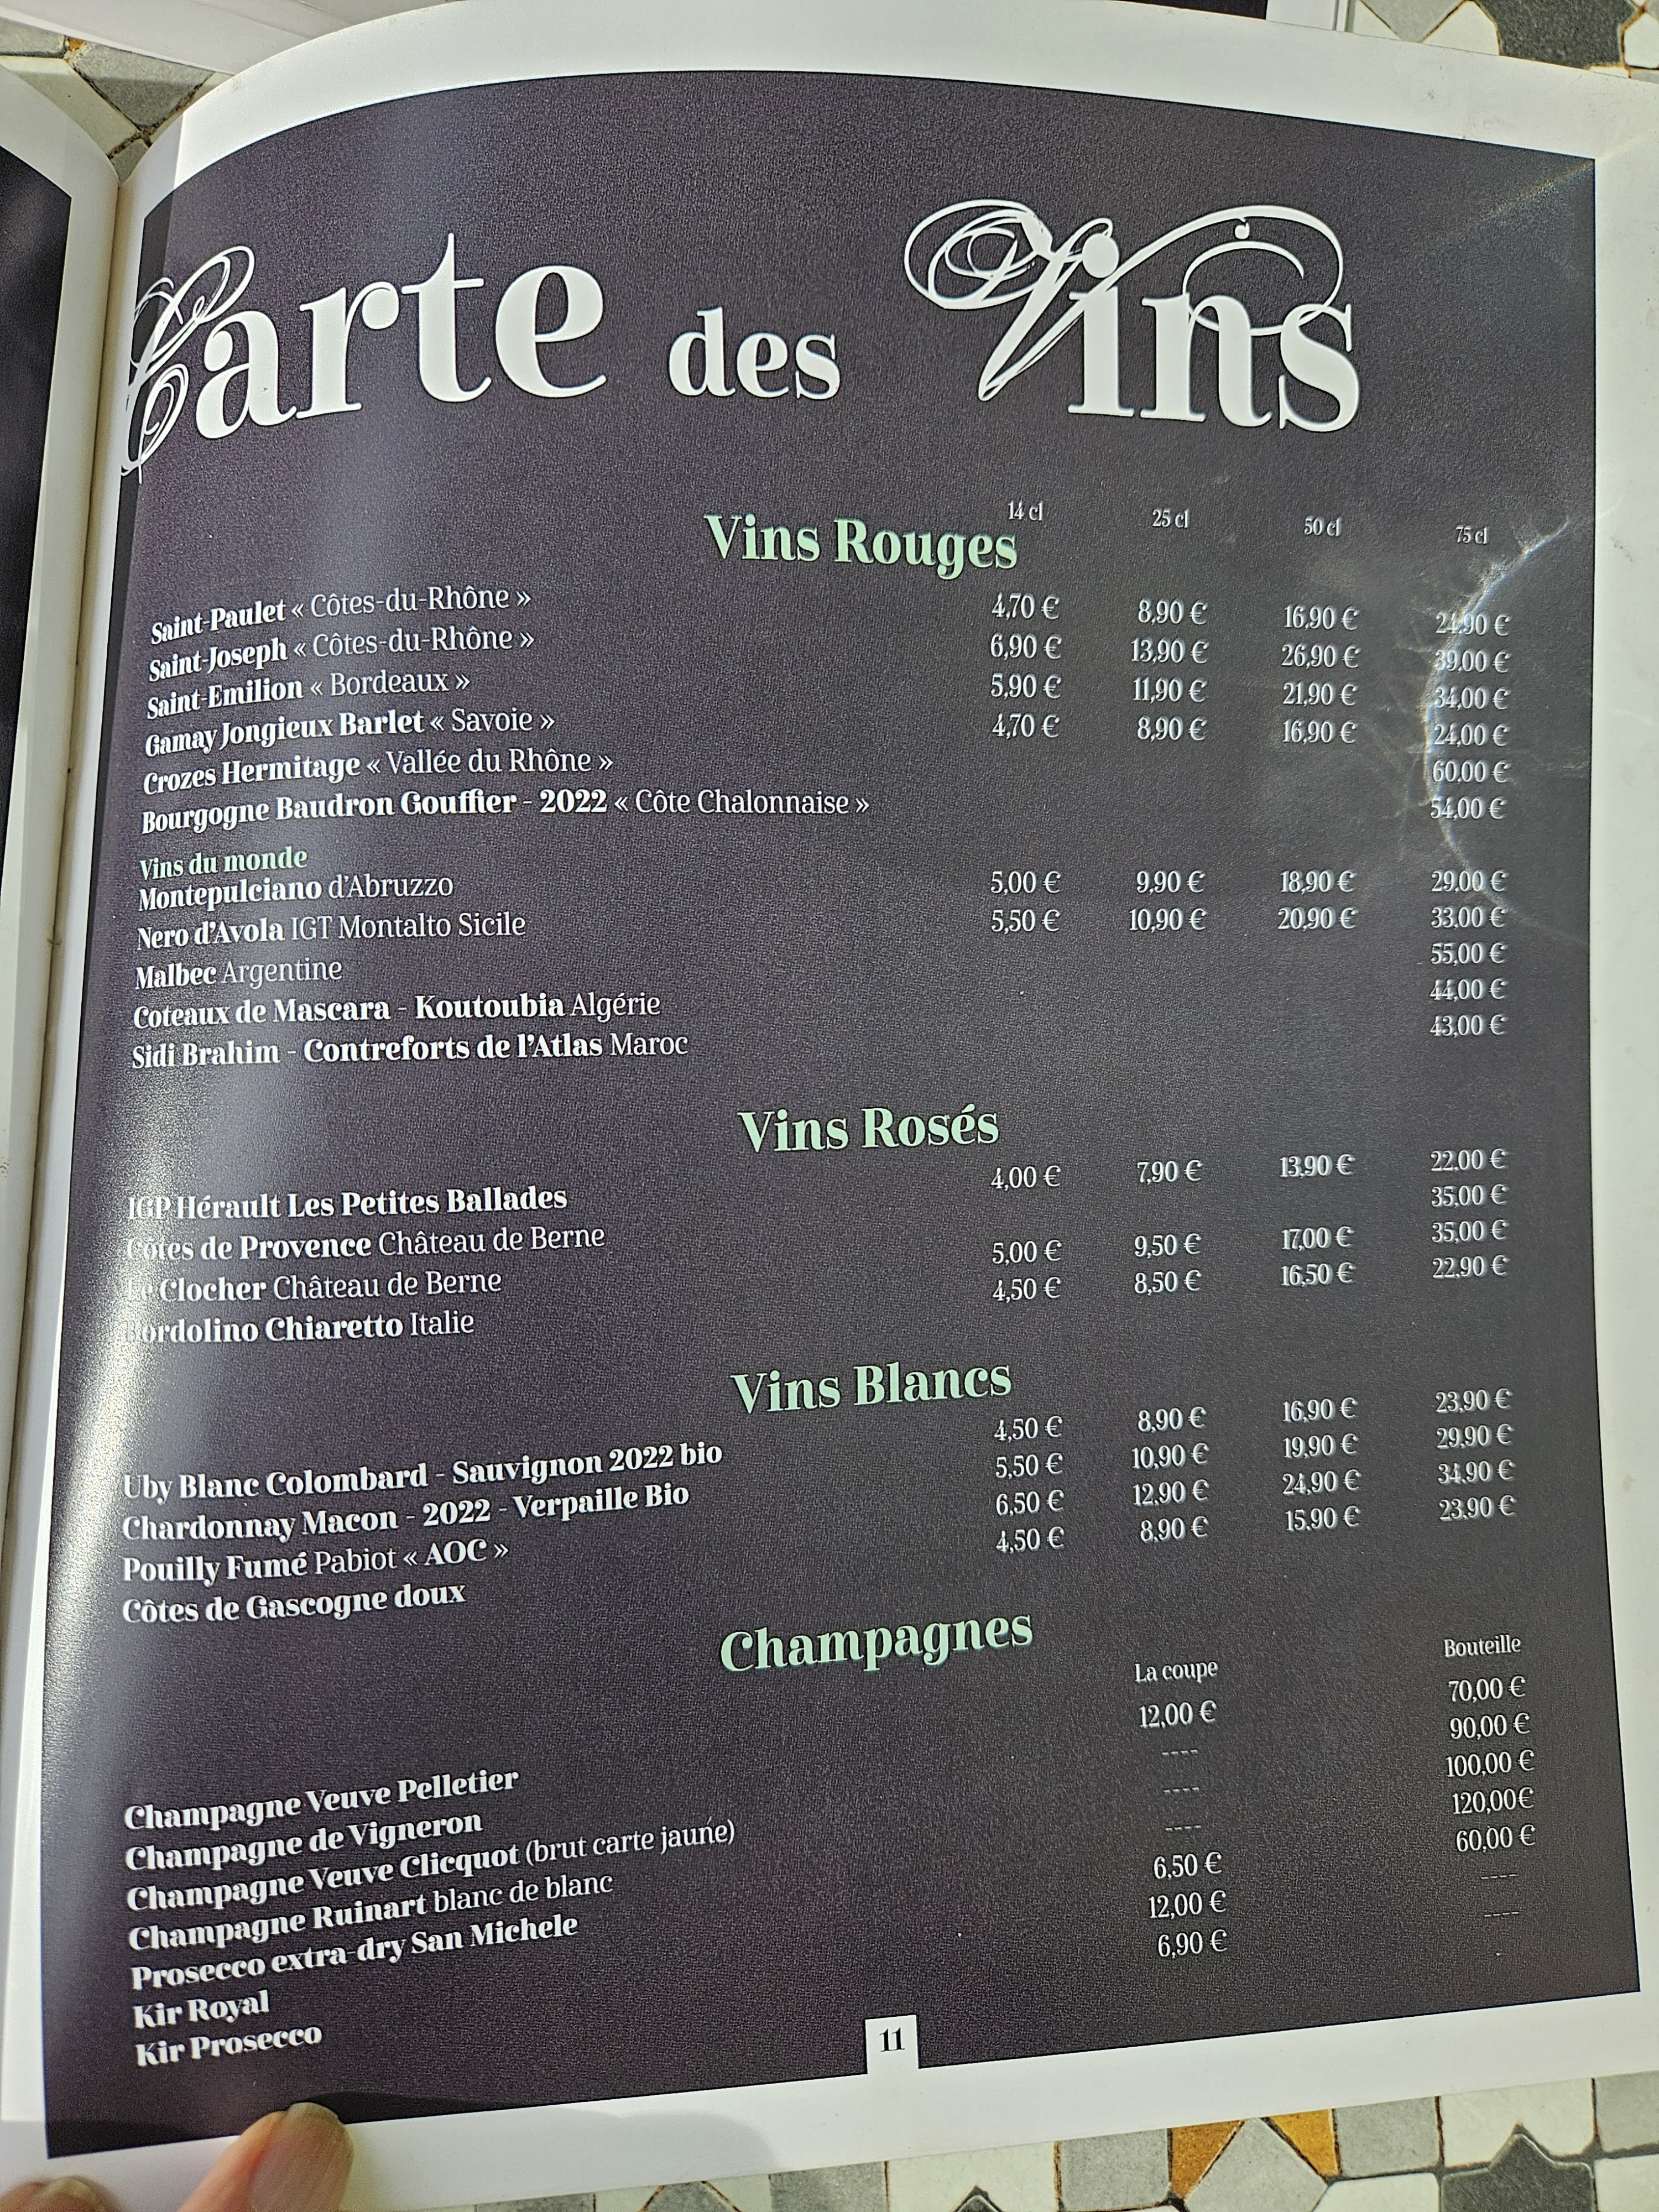 Carte des Vins
Vins Rouges 14 cl 25 cl 50 cl 75 cl
Saint-Paulet « Côtes-du-Rhône » 4,70 € 8,90 € 16,90 € 24,90 €
Saint-Joseph « Côtes-du-Rhône » 6,90 € 13,90 € 26,90 € 39,00 €
Saint-Emilion « Bordeaux » 5,90 € 11,90 € 21,90 € 34,00 €
Gamay Jongieux Barlet « Savoie » 4,70 € 8,90 € 16,90 € 24,00 €
Crozes Hermitage « Vallée du Rhône » 60,00 €
Bourgogne Baudron Gouffier - 2022 « Côte Chalonnaise » 54,00 €
Vins du monde
Montepulciano d'Abruzzo 5,00 € 9,90 € 18,90 € 29,00 €
Nero d'Avola IGT Montalto Sicile 5,50 € 10,90 € 20,90 € 33,00 €
Malbec Argentine 55,00 €
Coteaux de Mascara - Koutoubia Algérie 44,00 €
Sidi Brahim - Contreforts de l'Atlas Maroc 43,00 €
Vins Rosés
IGP Hérault Les Petites Ballades 4,00 € 7,90 € 13,90 € 22,00 €
Côtes de Provence Château de Berne 35,00 €
Le Clocher Château de Berne 5,00 € 9,50 € 17,00 € 35,00 €
Bordolino Chiaretto Italie 4,50 € 8,50 € 16,50 € 22,90 €
Vins Blancs
Uby Blanc Colombard - Sauvignon 2022 bio 4,50 € 8,90 € 16,90 € 23,90 €
Chardonnay Macon - 2022 - Verpaille Bio 5,50 € 10,90 € 19,90 € 29,90 €
Pouilly Fumé Pabiot « AOC » 6,50 € 12,90 € 24,90 € 34,90 €
Côtes de Gascogne doux 4,50 € 8,90 € 15,90 € 23,90 €
Champagnes
La coupe Bouteille
Champagne Veuve Pelletier 12,00 € 70,00 €
Champagne de Vigneron ---- 90,00 €
Champagne Veuve Clicquot (brut carte jaune) ---- 100,00 €
Champagne Ruinart blanc de blanc ---- 120,00€
Prosecco extra-dry San Michele 6,50 € 60,00 €
Kir Royal 12,00 € ----
Kir Prosecco 6,90 € ----
11